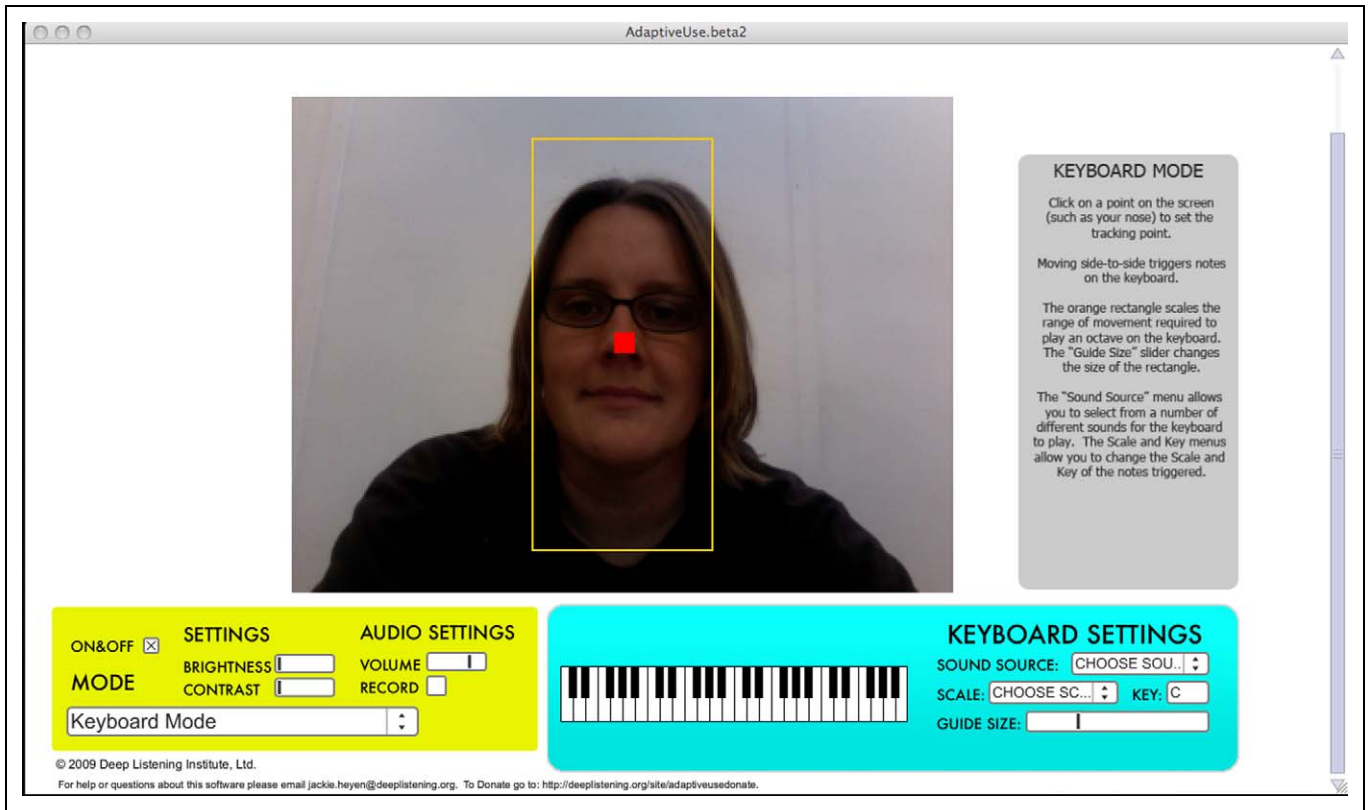 AdaptiveUse.beta2
KEYBOARD MODE
Click on a point on the screen
(such as your nose) to set the
tracking point.
Moving side-to-side triggers notes
on the keyboard.
The orange rectangle scales the
range of movement required to
play an octave on the keyboard.
The "Guide Size" slider changes
the size of the rectangle.
The "Sound Source" menu allows
you to select from a number of
different sounds for the keyboard
to play. The Scale and Key menus
allow you to change the Scale and
Key of the notes triggered.
ON&OFF
MODE
Keyboard Mode
SETTINGS
BRIGHTNESS
CONTRAST
AUDIO SETTINGS
VOLUME
RECORD
KEYBOARD SETTINGS
SOUND SOURCE: CHOOSE SOU..
SCALE: CHOOSE SC... KEY: C
GUIDE SIZE:
© 2009 Deep Listening Institute, Ltd.
For help or questions about this software please email jackie.heyen@deeplistening.org. To Donate go to: http://deeplistening.org/site/adaptiveusedonate.